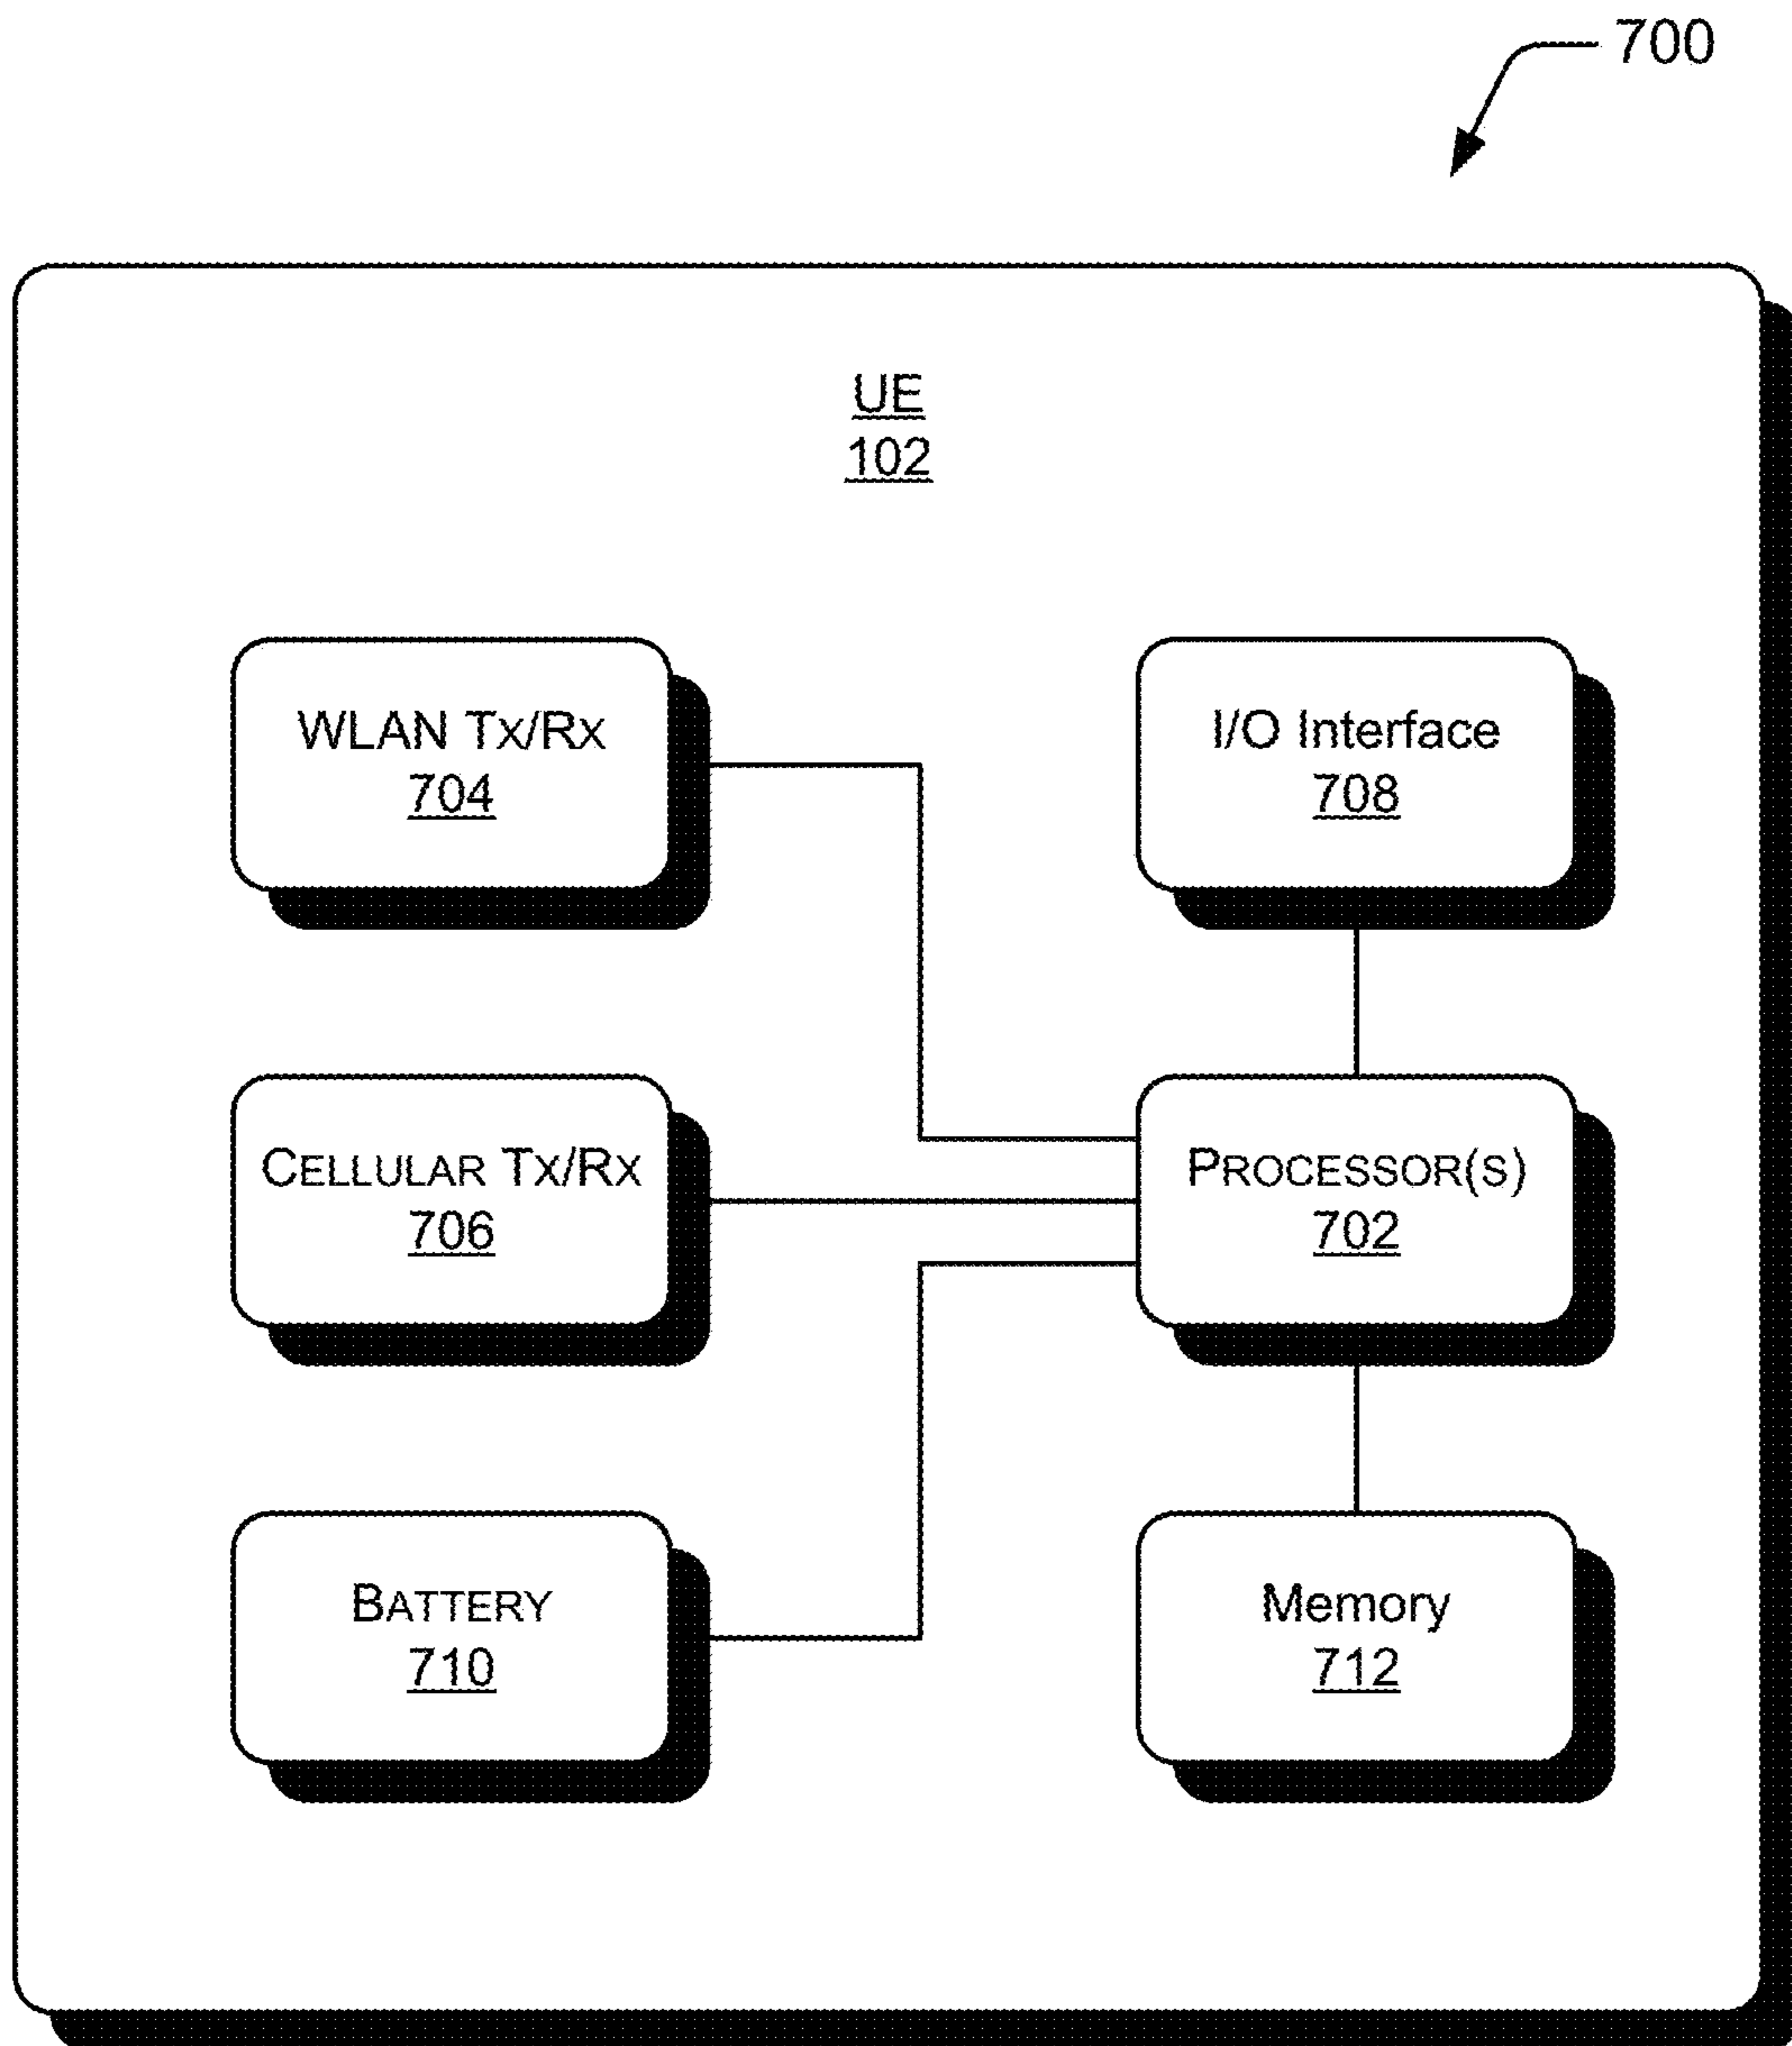 700
UE
102
WLAN TX/RX
704
I/O Interface
708
CELLULAR TX/RX
706
PROCESSOR(S)
702
BATTERY
710
Memory
712